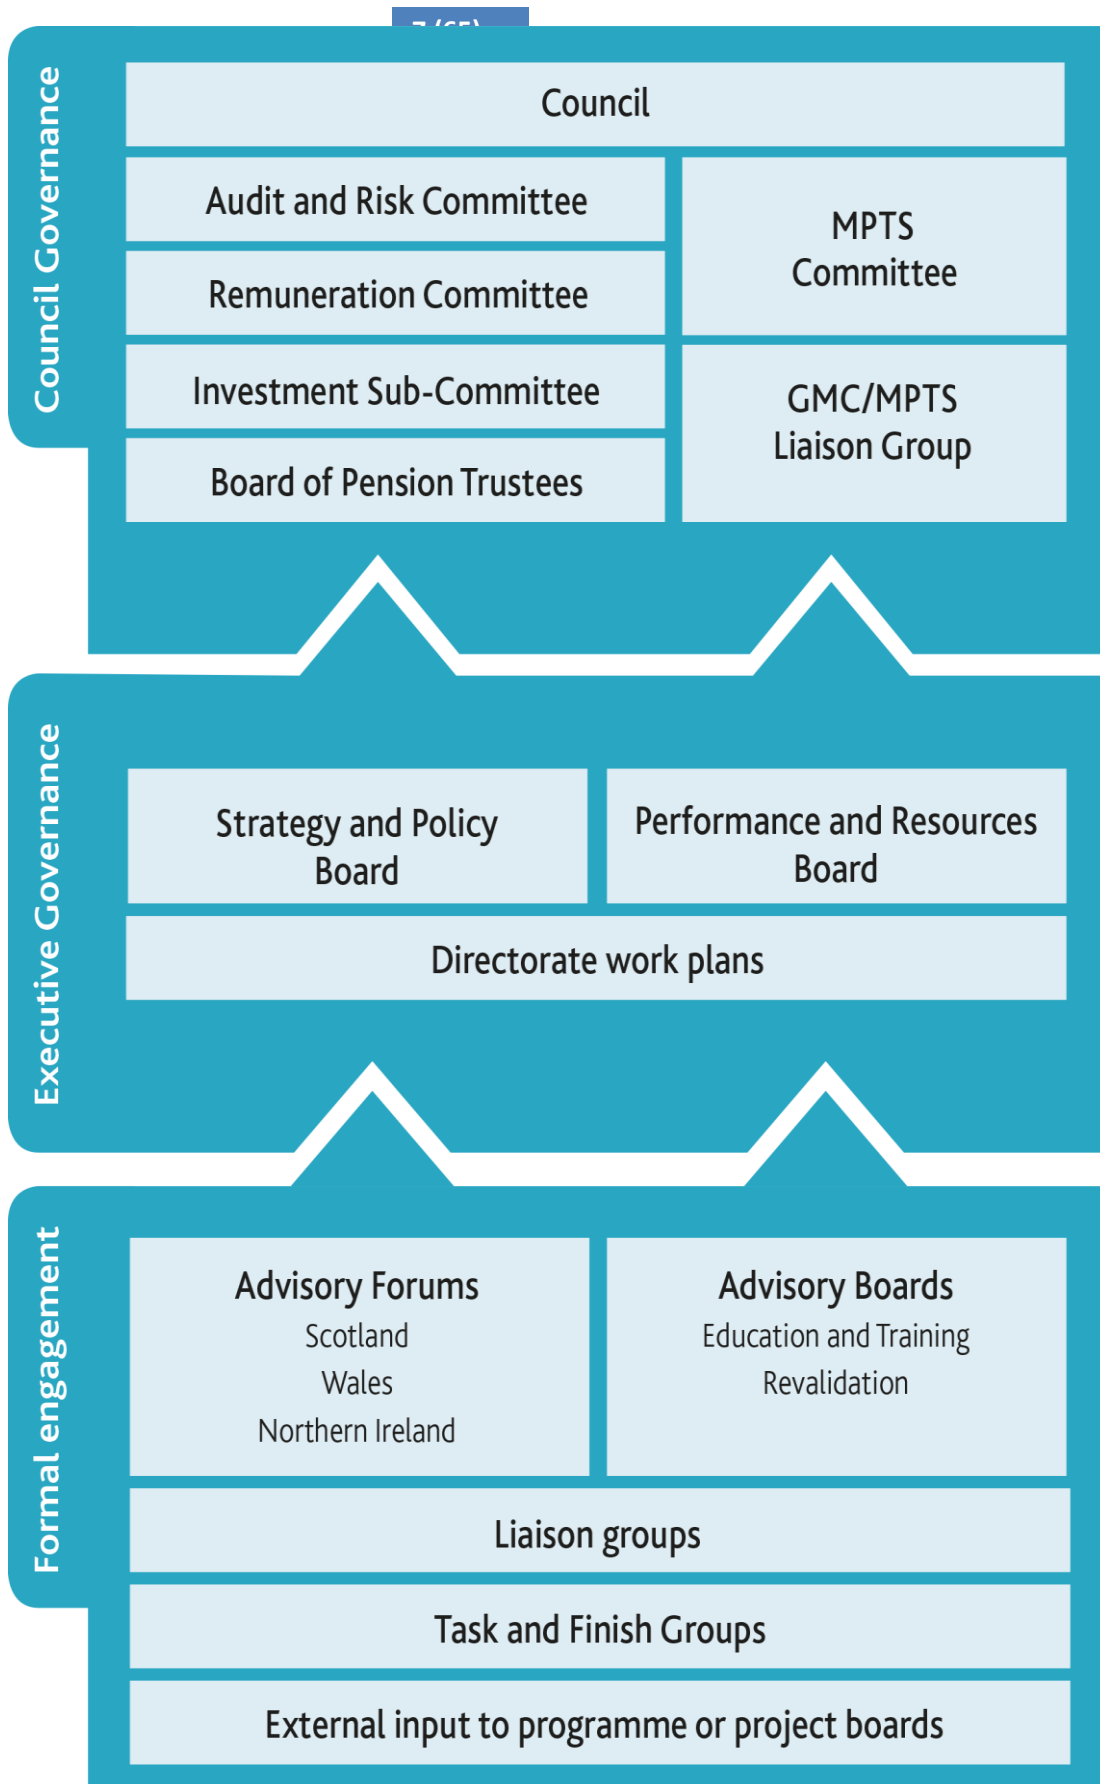 Council Governance
Council
Audit and Risk Committee
Remuneration Committee
Investment Sub-Committee
Board of Pension Trustees
MPTS
Committee
GMC/MPTS
Liaison Group
Executive Governance
Strategy and Policy
Board
Performance and Resources
Board
Directorate work plans
Formal engagement
Advisory Forums
Scotland
Wales
Northern Ireland
Advisory Boards
Education and Training
Revalidation
Liaison groups
Task and Finish Groups
External input to programme or project boards